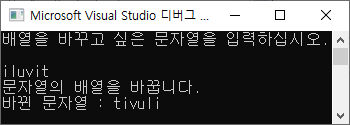 Microsoft Visual Studio 디버그 ...
배열을 바꾸고 싶은 문자열을 입력하십시오.
iluvit
문자열의 배열을 바꿉니다.
바뀐 문자열 : tivuli